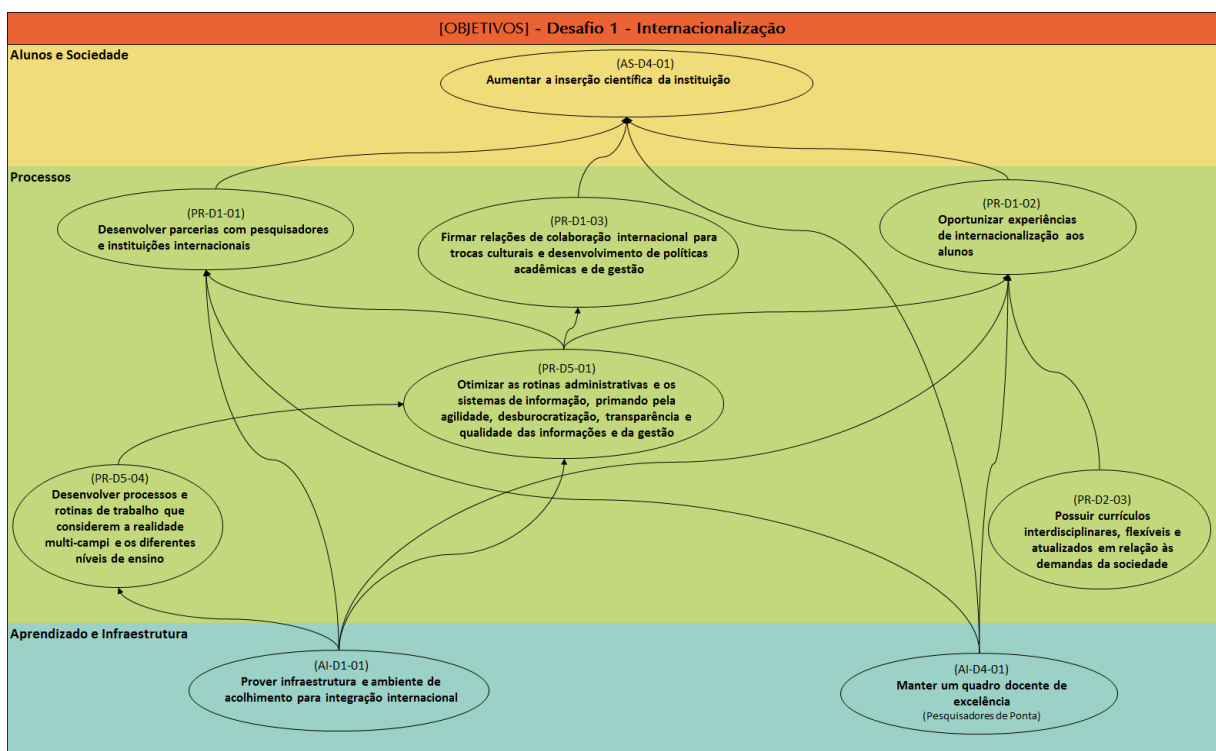 [OBJETIVOS] - Desafio 1 - Internacionalização
Alunos e Sociedade
(AS-D4-01)
Aumentar a inserção científica da instituição
Processos
(PR-D1-01)
Desenvolver parcerias com pesquisadores
e instituições internacionais
(PR-D1-03)
Firmar relações de colaboração internacional para
trocas culturais e desenvolvimento de políticas
acadêmicas e de gestão
(PR-D1-02)
Oportunizar experiências
de internacionalização aos
alunos
(PR-D5-01)
Otimizar as rotinas administrativas e os
sistemas de informação, primando pela
agilidade, desburocratização, transparência e
qualidade das informações e da gestão
(PR-D5-04)
Desenvolver processos e
rotinas de trabalho que
considerem a realidade
multi-campi e os diferentes
níveis de ensino
(PR-D2-03)
Possuir currículos
interdisciplinares, flexíveis e
atualizados em relação às
demandas da sociedade
Aprendizado e Infraestrutura
(AI-D1-01)
Prover infraestrutura e ambiente de
acolhimento para integração internacional
(AI-D4-01)
Manter um quadro docente de
excelência
(Pesquisadores de Ponta)